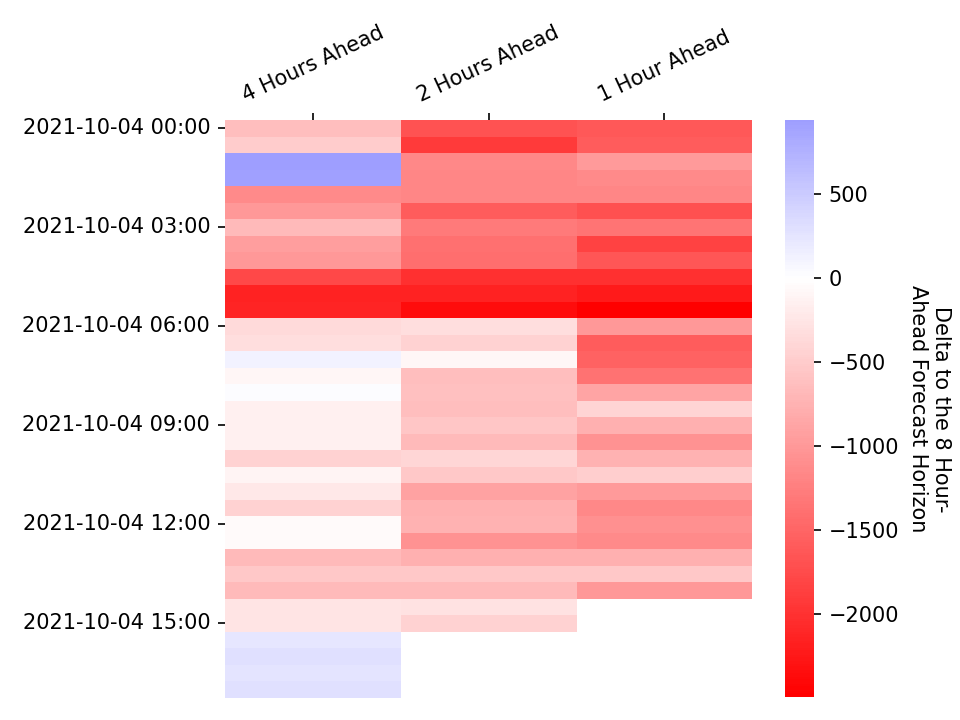 4 Hours Ahead
2 Hours Ahead
1 Hour Ahead
2021-10-04 00:00
2021-10-04 03:00
2021-10-04 06:00
2021-10-04 09:00
2021-10-04 12:00
2021-10-04 15:00
500
0
−500
−1000
−1500
−2000
Delta to the 8 Hour-
Ahead Forecast Horizon